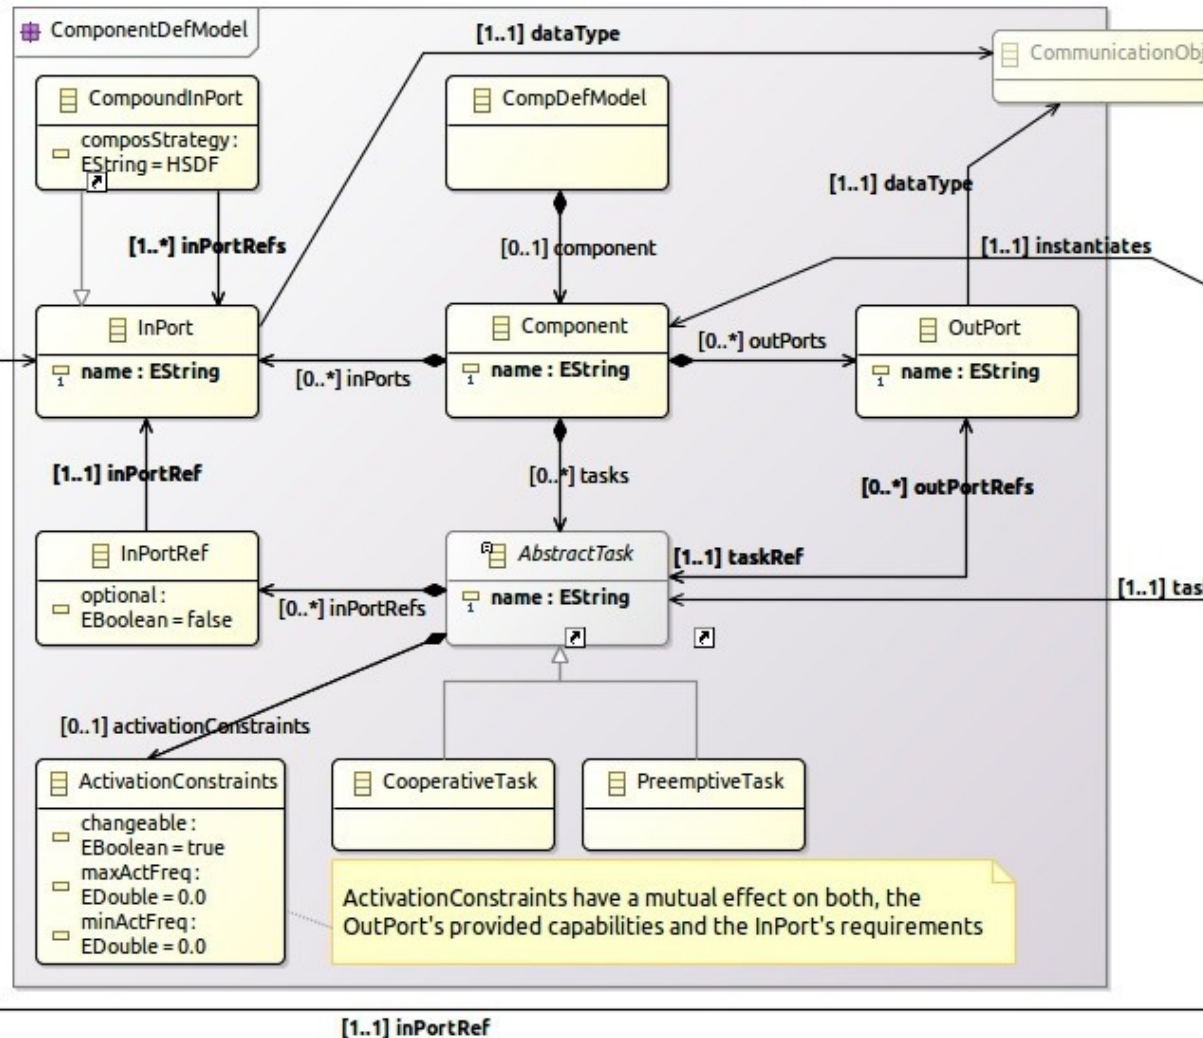 ComponentDefModel
[1..1] dataType
CommunicationObj
CompoundInPort
composStrategy :
EString = HSDF
CompDefModel
[1..1] dataType
[1..*] inPortRefs
[0..1] component
[1..1] instantiates
InPort
name : EString
Component
name : EString
[0..*] outPorts
OutPort
name : EString
[0..*] inPorts
[1..1] inPortRef
[0..*] tasks
[0..*] outPortRefs
InPortRef
optional :
EBoolean = false
[0..*] inPortRefs
AbstractTask
name : EString
[1..1] taskRef
[1..1] tas
[0..1] activationConstraints
ActivationConstraints
changeable :
EBoolean = true
maxActFreq :
EDouble = 0.0
minActFreq :
EDouble = 0.0
CooperativeTask
PreemptiveTask
ActivationConstraints have a mutual effect on both, the
OutPort's provided capabilities and the InPort's requirements
[1..1] inPortRef